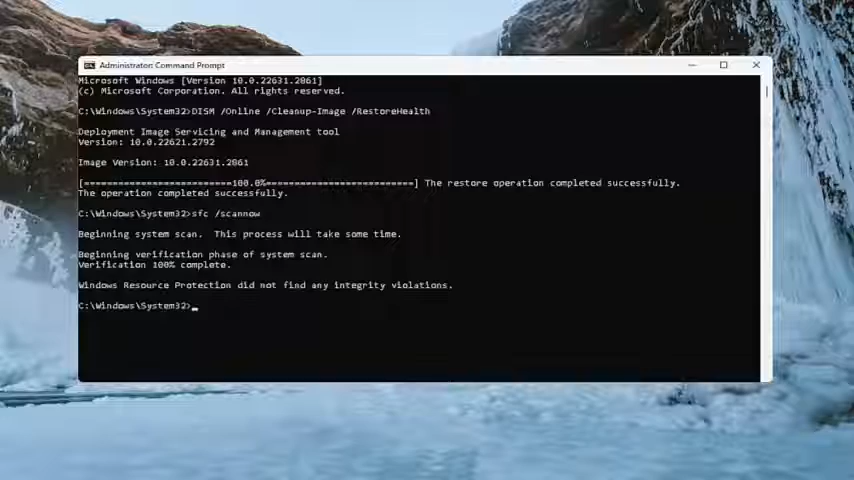 Administrator: Command Prompt
Microsoft Windows [Version 10.0.22631.2861]
(c) Microsoft Corporation. All rights reserved.
C:\Windows\System32>DISM /Online /Cleanup-Image /RestoreHealth
Deployment Image Servicing and Management tool
Version: 10.0.22621.2792
Image Version: 10.0.22631.2861
[==========================100.0%==========================] The restore operation completed successfully.
The operation completed successfully.
C:\Windows\System32>sfc /scannow
Beginning system scan.  This process will take some time.
Beginning verification phase of system scan.
Verification 100% complete.
Windows Resource Protection did not find any integrity violations.
C:\Windows\System32>